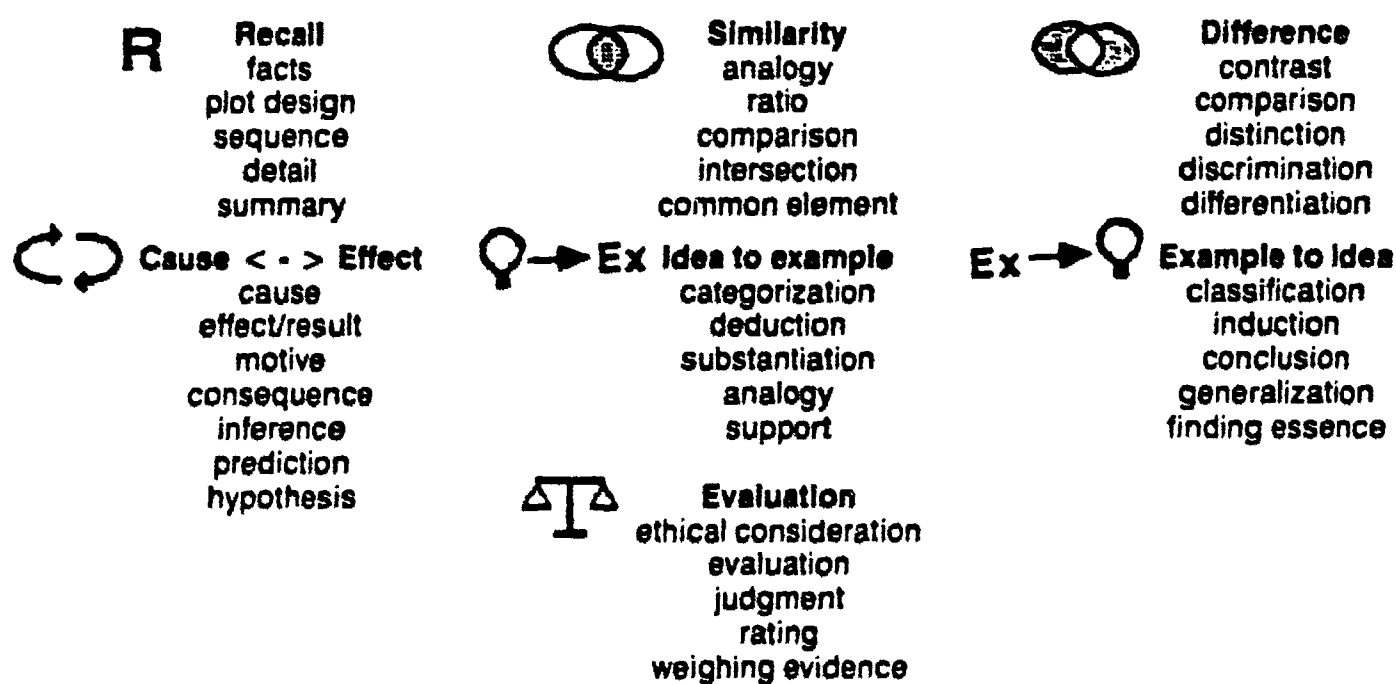 R
Recall
facts
plot design
sequence
detail
summary
Similarity
analogy
ratio
comparison
intersection
common element
Difference
contrast
comparison
distinction
discrimination
differentiation
Cause < - > Effect
cause
effect/result
motive
consequence
inference
prediction
hypothesis
Ex Idea to example
categorization
deduction
substantiation
analogy
support
Ex Example to idea
classification
induction
conclusion
generalization
finding essence
Evaluation
ethical consideration
evaluation
judgment
rating
weighing evidence